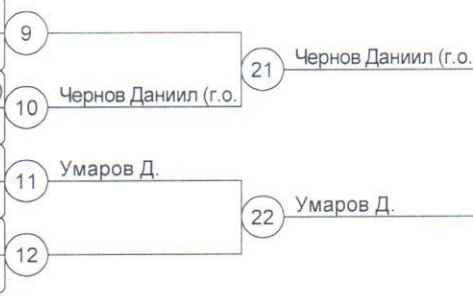 9
21 Чернов Даниил (г.о.
) 10 Чернов Даниил (г.о.
11 Умаров Д.
22 Умаров Д.
12